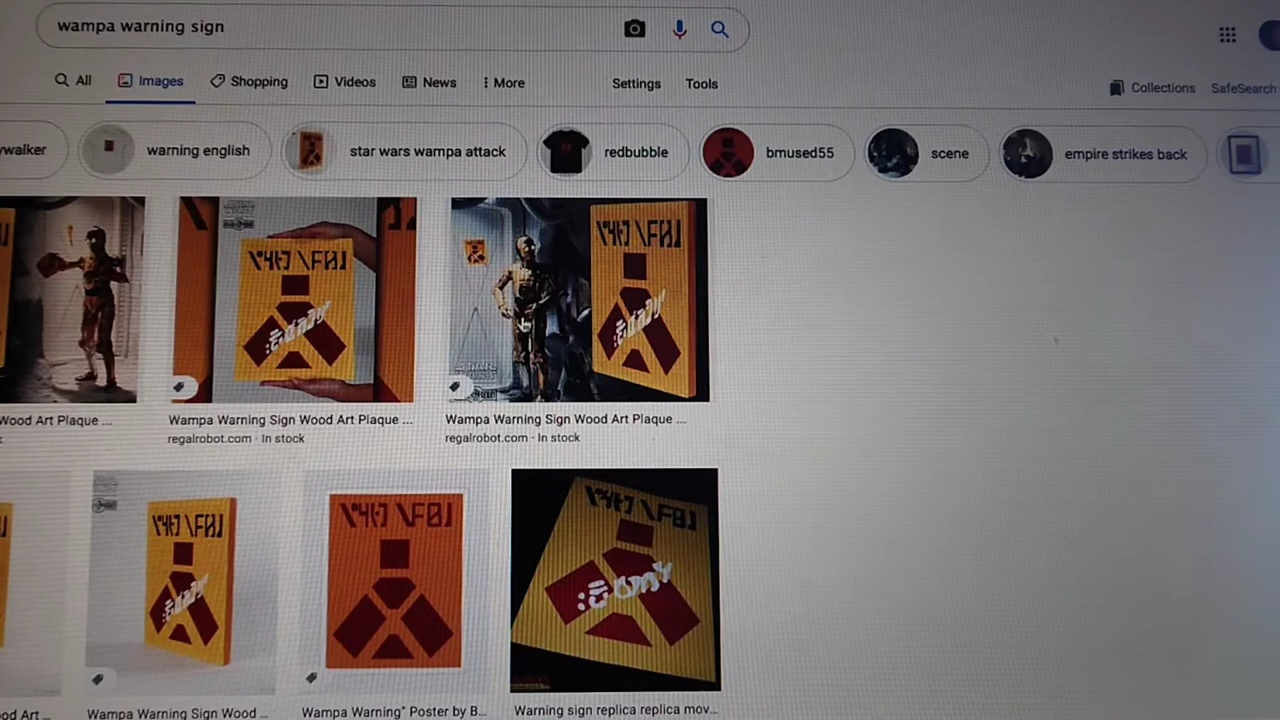 wampa warning sign
All Images Shopping Videos News More Settings Tools
Collections SafeSearch
ywalker warning english star wars wampa attack redbubble bmused55 scene empire strikes back
Wood Art Plaque ... Wampa Warning Sign Wood Art Plaque ... Wampa Warning Sign Wood Art Plaque ...
regalrobot.com · In stock regalrobot.com · In stock
ood Art ... Wampa Warning Sign Wood ... Wampa Warning" Poster by B... Warning sign replica replica mov...